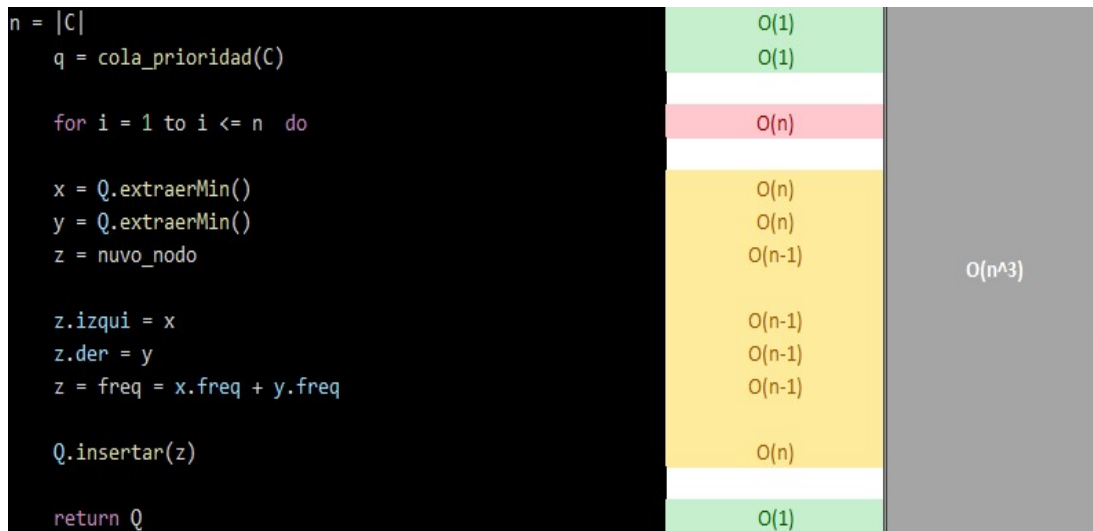 n = |C| O(1)
q = cola_prioridad(C) O(1)
for i = 1 to i <= n do O(n)
x = Q.extraerMin() O(n)
y = Q.extraerMin() O(n)
z = nuvo_nodo O(n-1)
O(n^3)
z.izqui = x O(n-1)
z.der = y O(n-1)
z = freq = x.freq + y.freq O(n-1)
Q.insertar(z) O(n)
return Q O(1)